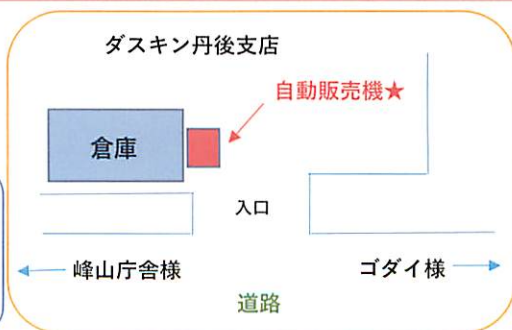 ダスキン丹後支店
自動販売機★
倉庫
入口
峰山庁舎様
ゴダイ様
道路